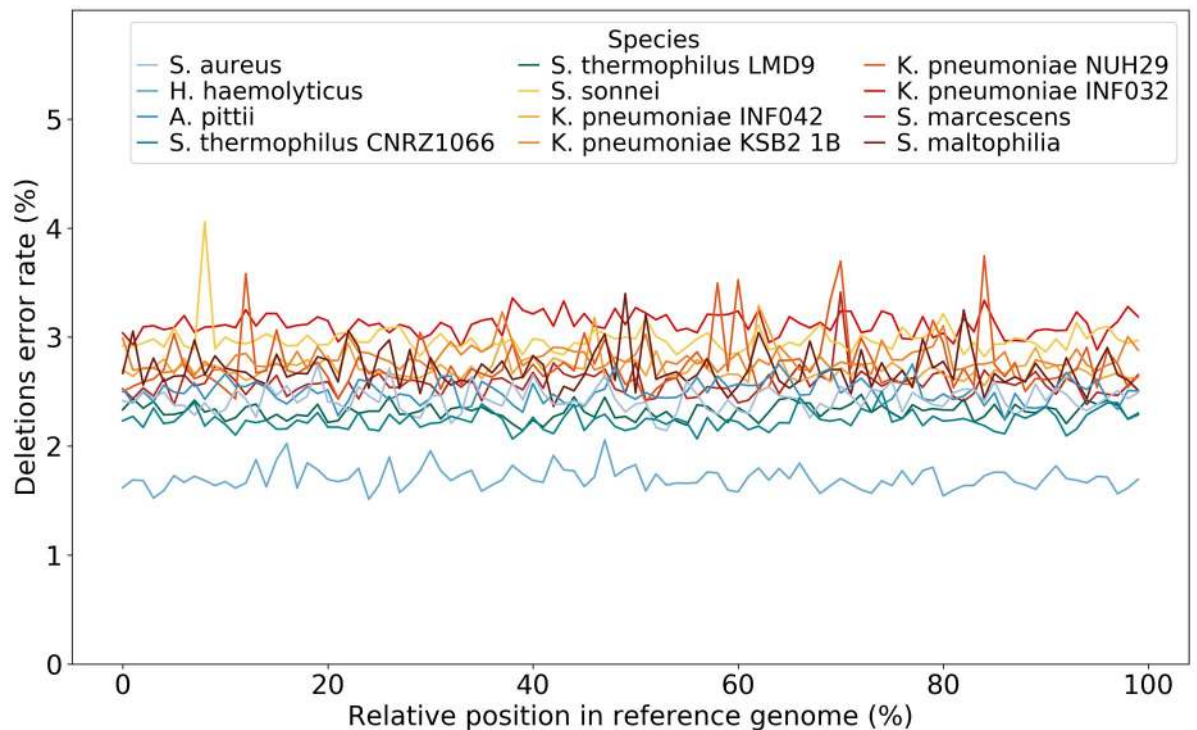 Species
S. aureus
H. haemolyticus
A. pittii
S. thermophilus CNRZ1066
S. thermophilus LMD9
S. sonnei
K. pneumoniae INF042
K. pneumoniae KSB2 1B
K. pneumoniae NUH29
K. pneumoniae INF032
S. marcescens
S. maltophilia
Deletions error rate (%)
5
4
3
2
1
0
0 20 40 60 80 100
Relative position in reference genome (%)